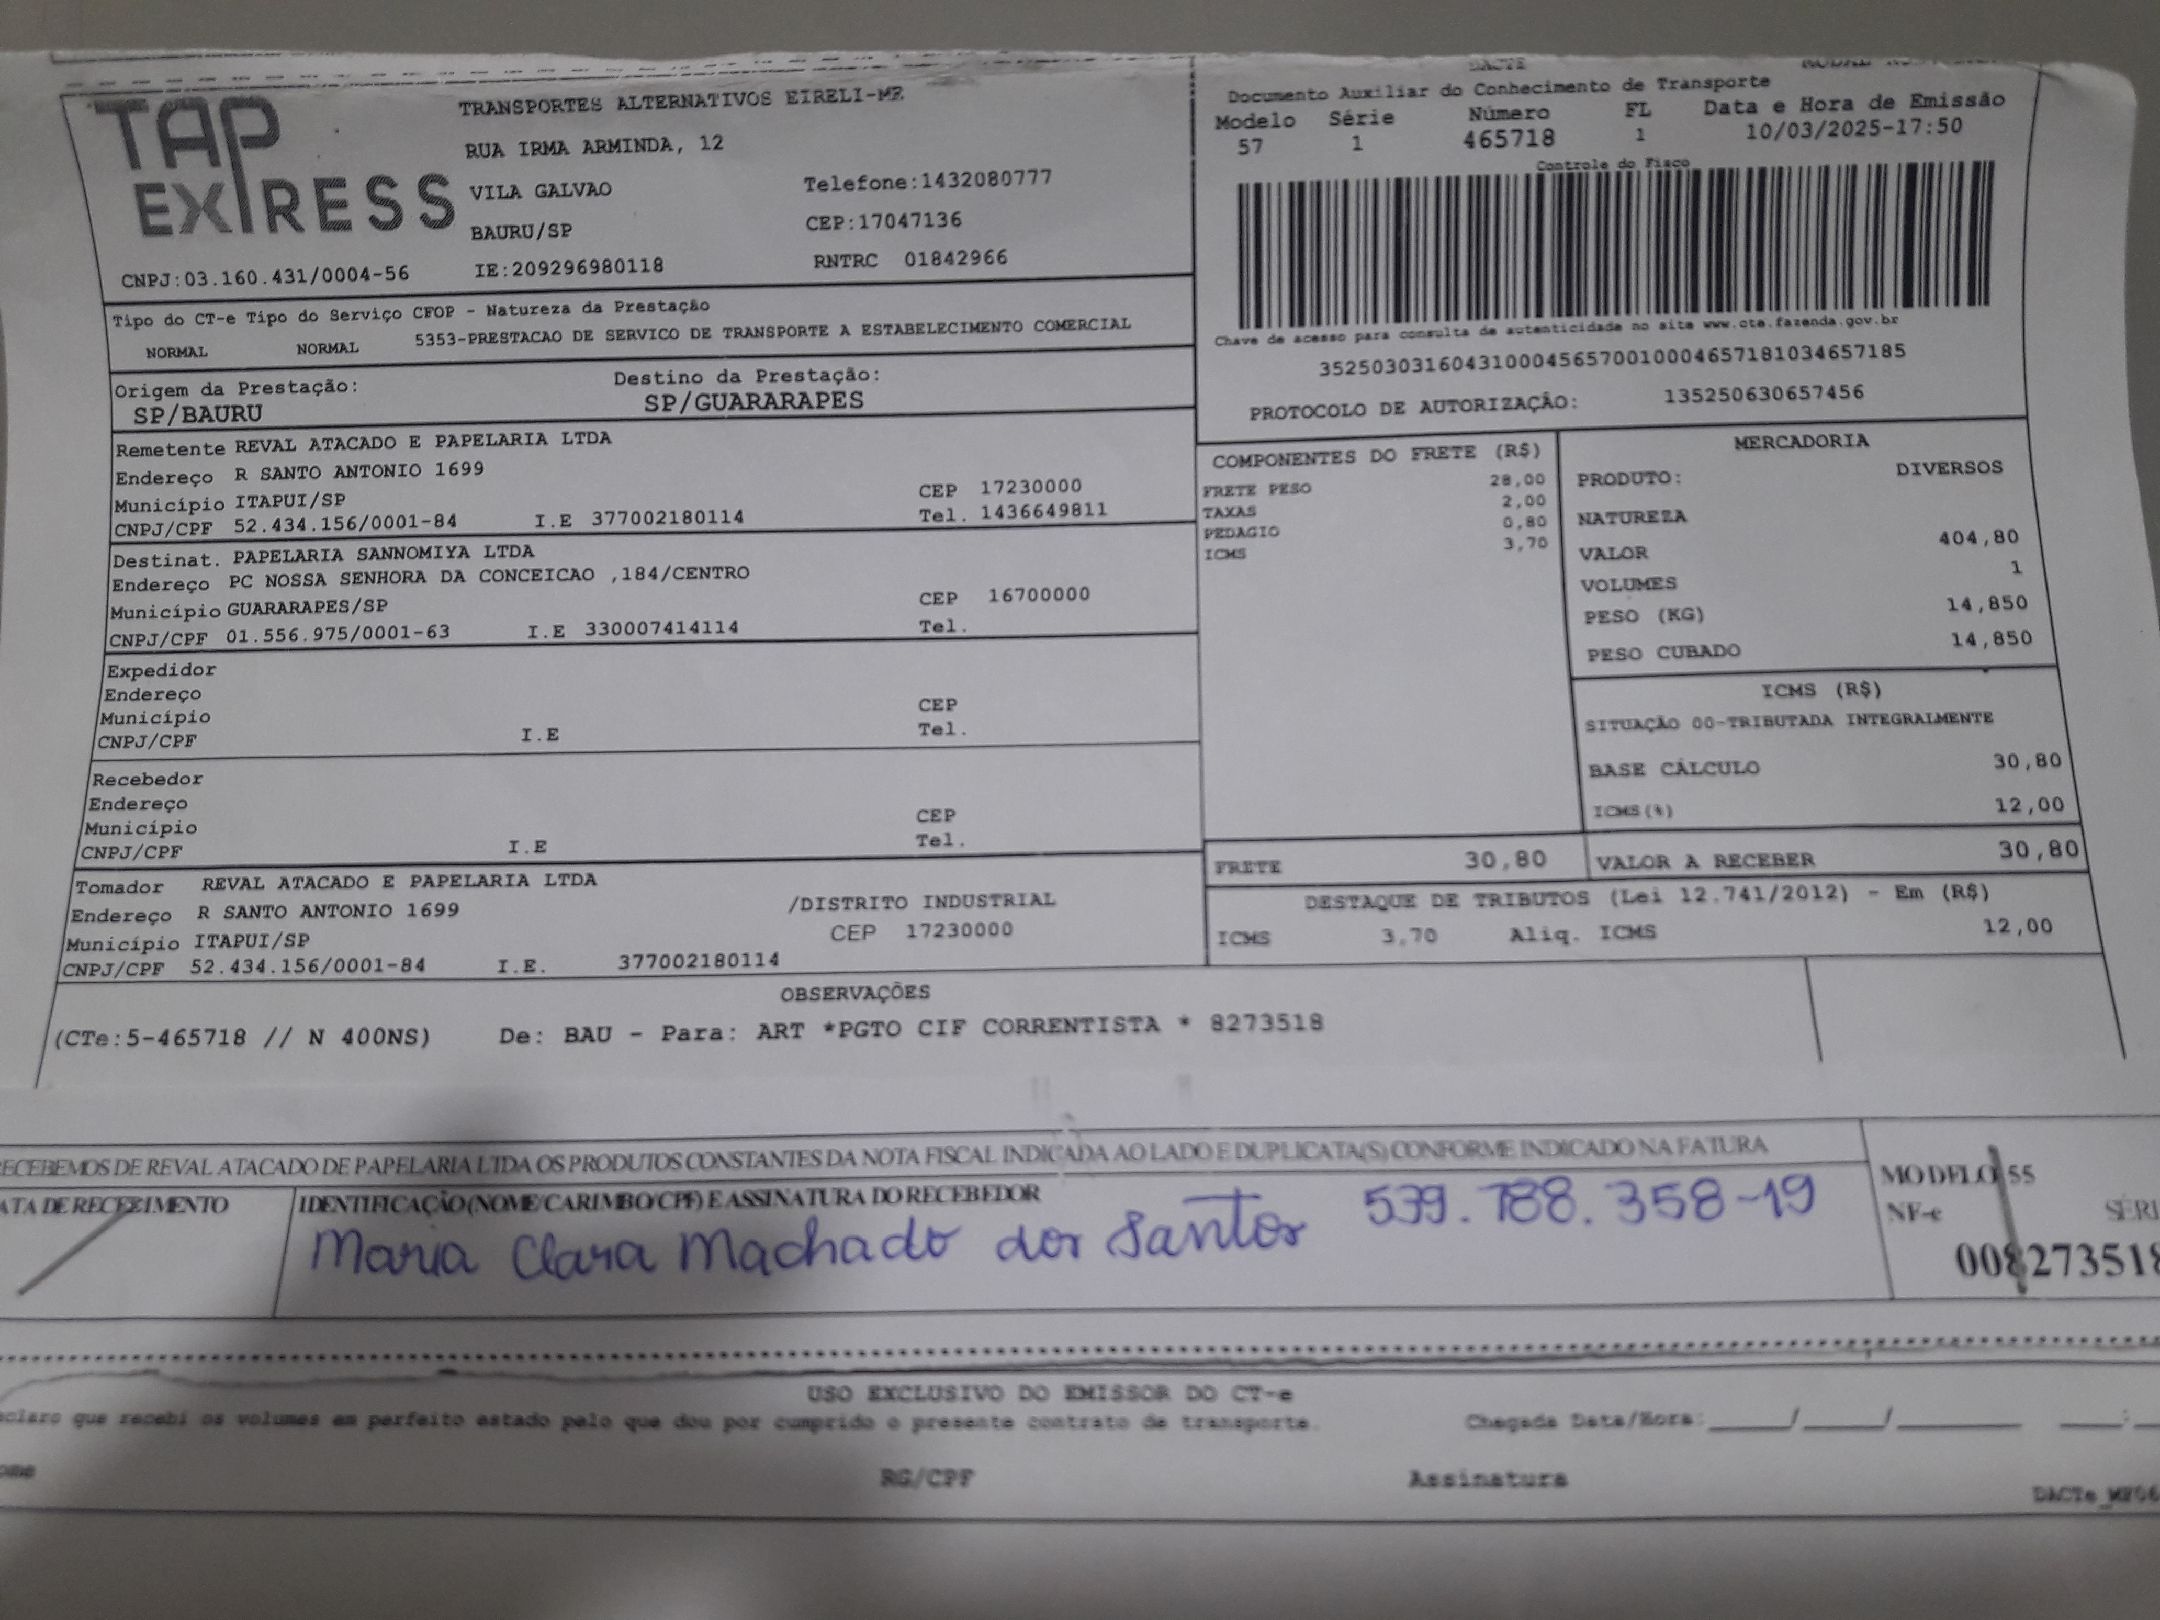 TAP EXPRESS
TRANSPORTES ALTERNATIVOS EIRELI-ME
RUA IRMA ARMINDA, 12
VILA GALVAO Telefone:1432080777
BAURU/SP CEP:17047136
CNPJ:03.160.431/0004-56 IE:209296980118 RNTRC 01842966
DACTE
Documento Auxiliar do Conhecimento de Transporte
Modelo Série Número FL Data e Hora de Emissão
57 1 465718 1 10/03/2025-17:50
Controle do Fisco
Chave de acesso para consulta de autenticidade no site www.cte.fazenda.gov.br
35250303160431000456570010004657181034657185
PROTOCOLO DE AUTORIZAÇÃO: 135250630657456
Tipo do CT-e Tipo do Serviço CFOP - Natureza da Prestação
NORMAL NORMAL 5353-PRESTACAO DE SERVICO DE TRANSPORTE A ESTABELECIMENTO COMERCIAL
Origem da Prestação: Destino da Prestação:
SP/BAURU SP/GUARARAPES
Remetente REVAL ATACADO E PAPELARIA LTDA
Endereço R SANTO ANTONIO 1699
Município ITAPUI/SP CEP 17230000
CNPJ/CPF 52.434.156/0001-84 I.E 377002180114 Tel. 1436649811
Destinat. PAPELARIA SANNOMIYA LTDA
Endereço PC NOSSA SENHORA DA CONCEICAO ,184/CENTRO
Município GUARARAPES/SP CEP 16700000
CNPJ/CPF 01.556.975/0001-63 I.E 330007414114 Tel.
Expedidor
Endereço
Município CEP
CNPJ/CPF I.E Tel.
Recebedor
Endereço
Município CEP
CNPJ/CPF I.E Tel.
Tomador REVAL ATACADO E PAPELARIA LTDA
Endereço R SANTO ANTONIO 1699 /DISTRITO INDUSTRIAL
Município ITAPUI/SP CEP 17230000
CNPJ/CPF 52.434.156/0001-84 I.E. 377002180114
COMPONENTES DO FRETE (R$)
FRETE PESO 28,00
TAXAS 2,00
PEDAGIO 0,80
ICMS 3,70
MERCADORIA
PRODUTO: DIVERSOS
NATUREZA
VALOR 404,80
VOLUMES 1
PESO (KG) 14,850
PESO CUBADO 14,850
ICMS (R$)
SITUAÇÃO 00-TRIBUTADA INTEGRALMENTE
BASE CÁLCULO 30,80
ICMS(%) 12,00
FRETE 30,80 VALOR A RECEBER 30,80
DESTAQUE DE TRIBUTOS (Lei 12.741/2012) - Em (R$)
ICMS 3,70 Aliq. ICMS 12,00
OBSERVAÇÕES
(CTe:5-465718 // N 400NS) De: BAU - Para: ART *PGTO CIF CORRENTISTA * 8273518
ECEBEMOS DE REVAL ATACADO DE PAPELARIA LTDA OS PRODUTOS CONSTANTES DA NOTA FISCAL INDICADA AO LADO E DUPLICATA(S) CONFORME INDICADO NA FATURA
ATA DE RECEBIMENTO IDENTIFICAÇÃO (NOME/CARIMBO/CPF) E ASSINATURA DO RECEBEDOR
Maria Clara Machado dos Santos 539.788.358-19
MODELO 55
NF-e SÉRI
008273518
USO EXCLUSIVO DO EMISSOR DO CT-e
claro que recebi os volumes em perfeito estado pelo que dou por cumprido o presente contrato de transporte. Chegada Data/Hora: ____/____/______ ___:_
ome RG/CPF Assinatura